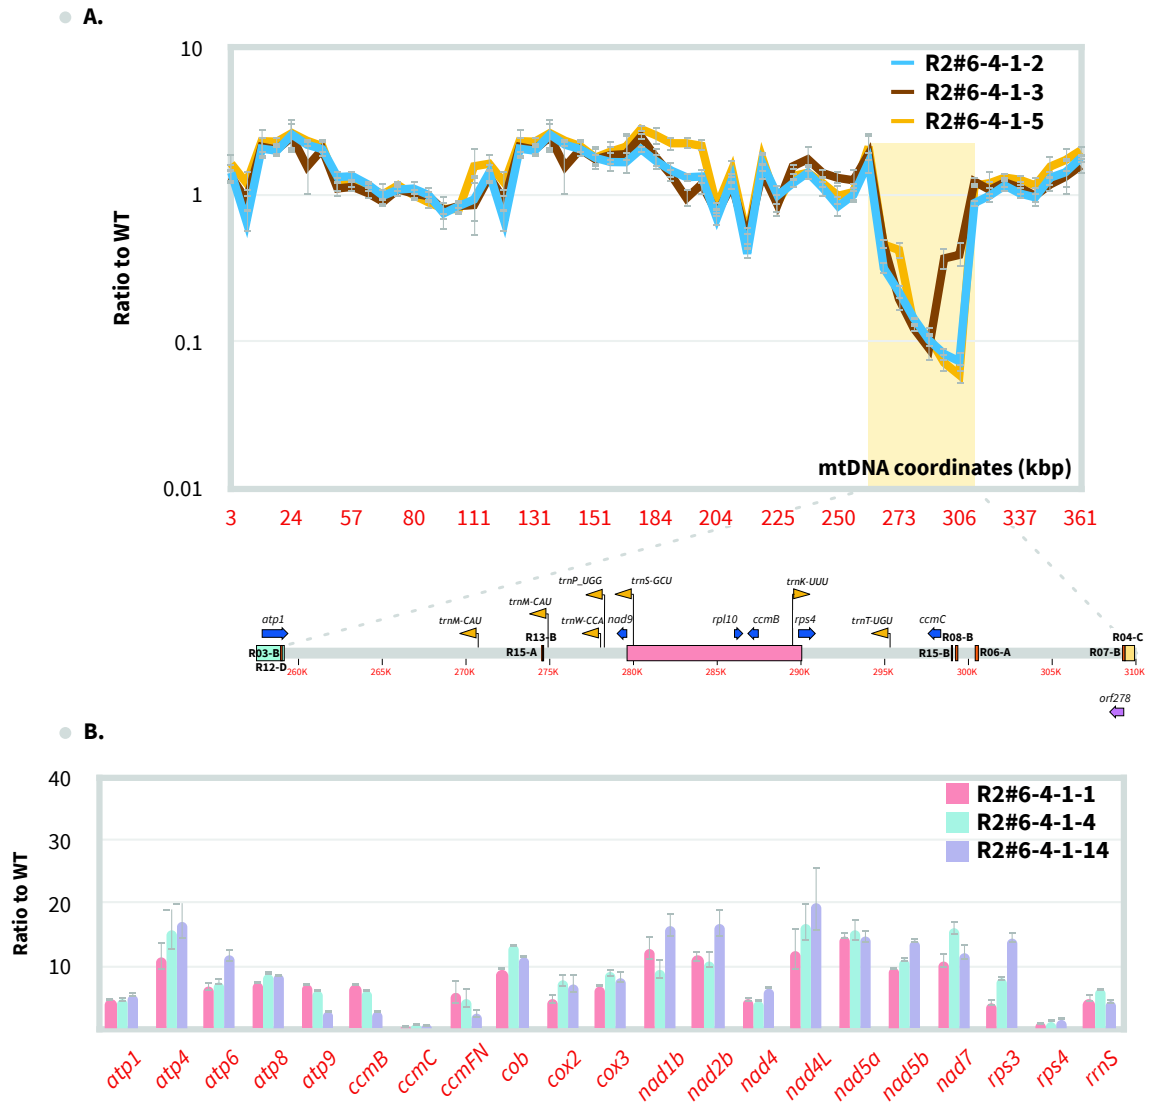 A.
10
1
0.1
0.01
Ratio to WT
R2#6-4-1-2
R2#6-4-1-3
R2#6-4-1-5
mtDNA coordinates (kbp)
3 24 57 80 111 131 151 184 204 225 250 273 306 337 361
trnP_UGG trnS-GCU trnK-UUU
trnM-CAU
atp1 trnM-CAU trnW-CCA nad9 rpl10 ccmB rps4 trnT-UGU ccmC
R13-B R08-B R04-C
R03-B R15-A R15-B R06-A R07-B
R12-D
260K 265K 270K 275K 280K 285K 290K 295K 300K 305K 310K
orf278
B.
40
30
20
10
Ratio to WT
R2#6-4-1-1
R2#6-4-1-4
R2#6-4-1-14
atp1 atp4 atp6 atp8 atp9 ccmB ccmC ccmFN cob cox2 cox3 nad1b nad2b nad4 nad4L nad5a nad5b nad7 rps3 rps4 rrnS